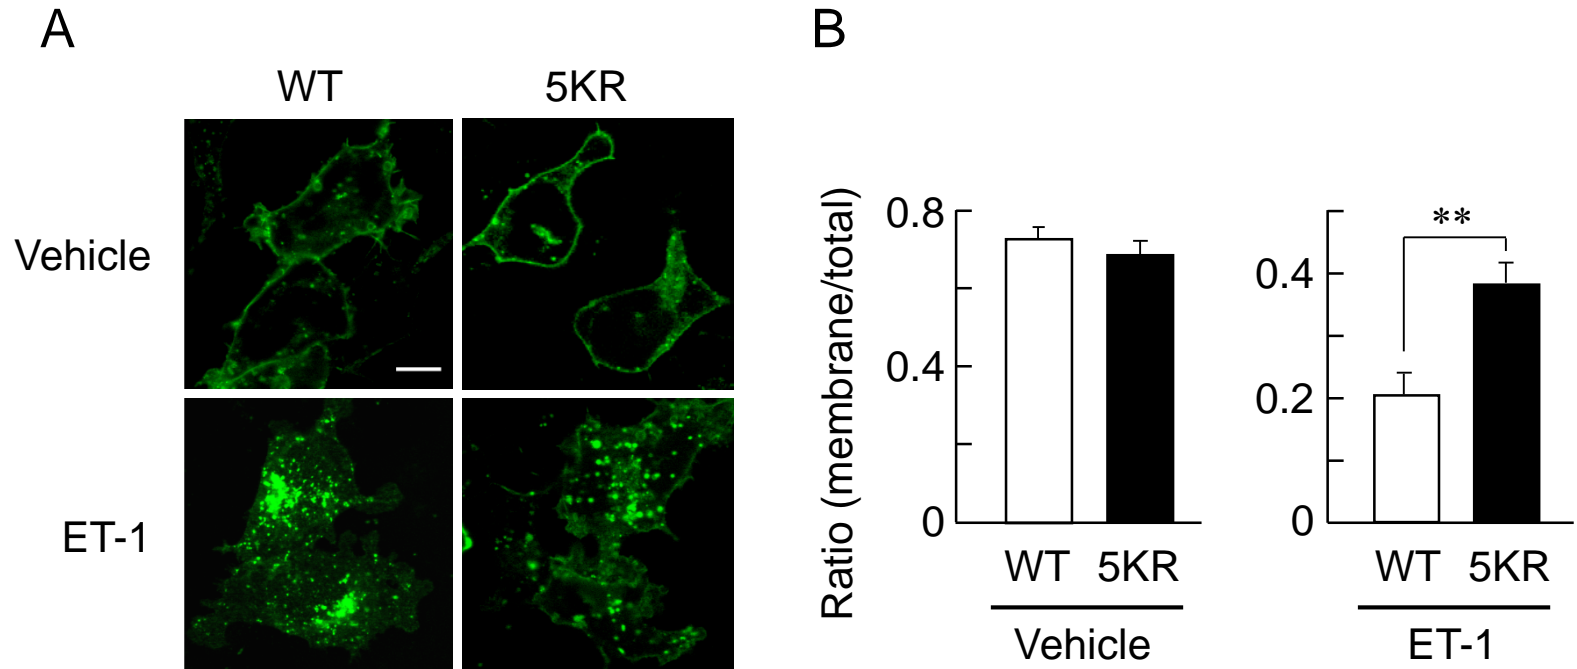 A
WT 5KR
Vehicle
ET-1
B
Ratio (membrane/total)
0.8
0.4
0
WT 5KR
Vehicle
**
0.4
0.2
0
WT 5KR
ET-1